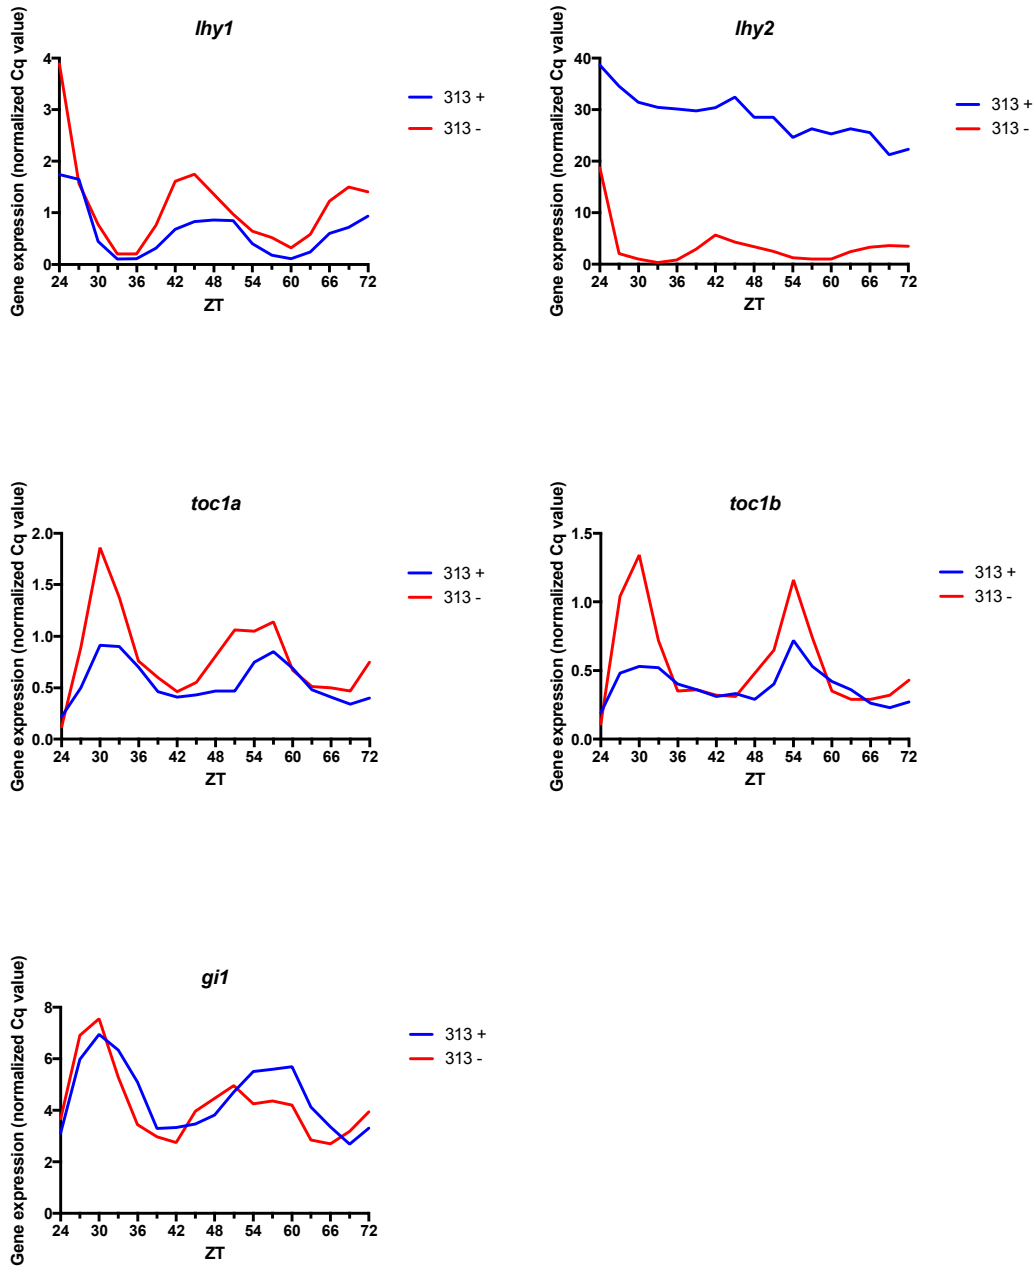 lhy1
Gene expression (normalized Cq value)
4
3
2
1
0
24 30 36 42 48 54 60 66 72
ZT
313 +
313 -
lhy2
Gene expression (normalized Cq value)
40
30
20
10
0
24 30 36 42 48 54 60 66 72
ZT
313 +
313 -
toc1a
Gene expression (normalized Cq value)
2.0
1.5
1.0
0.5
0.0
24 30 36 42 48 54 60 66 72
ZT
313 +
313 -
toc1b
Gene expression (normalized Cq value)
1.5
1.0
0.5
0.0
24 30 36 42 48 54 60 66 72
ZT
313 +
313 -
gi1
Gene expression (normalized Cq value)
8
6
4
2
0
24 30 36 42 48 54 60 66 72
ZT
313 +
313 -